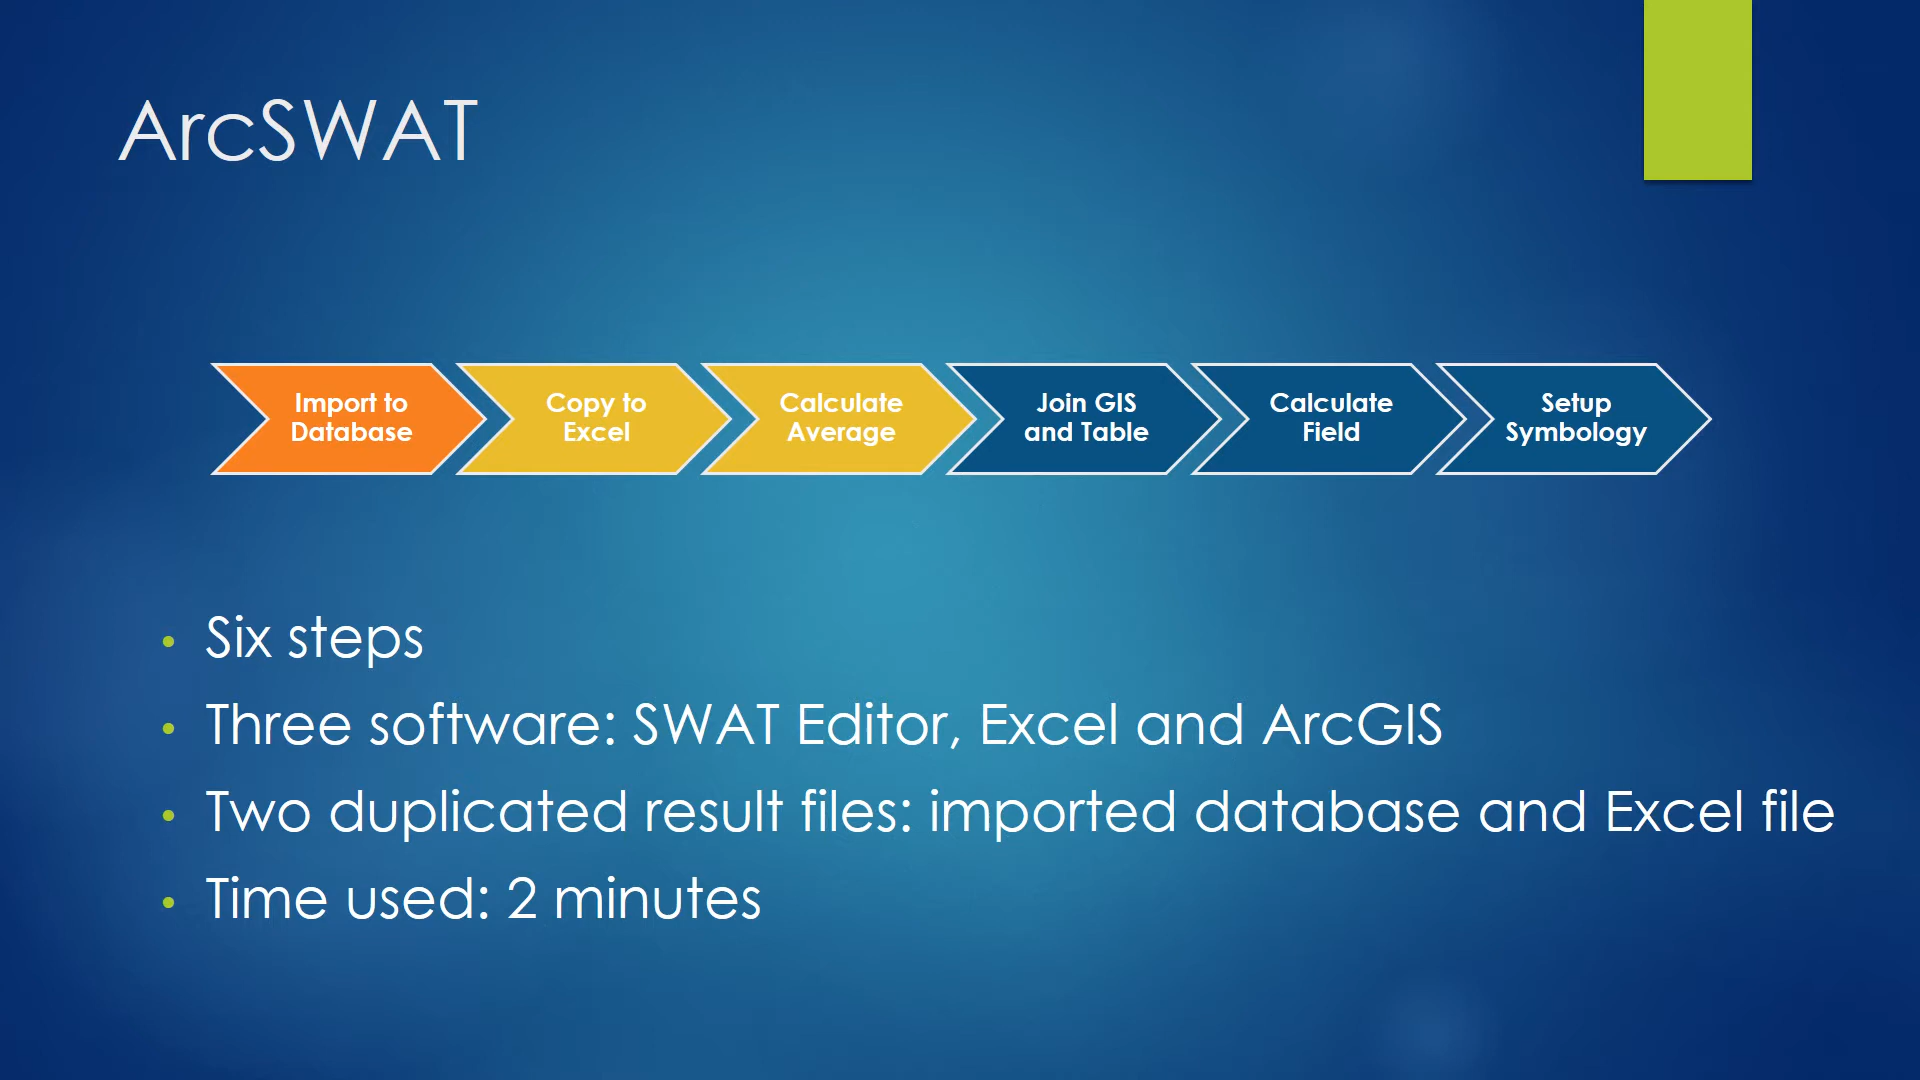 ArcSWAT
Import to
Database
Copy to
Excel
Calculate
Average
Join GIS
and Table
Calculate
Field
Setup
Symbology
• Six steps
• Three software: SWAT Editor, Excel and ArcGIS
• Two duplicated result files: imported database and Excel file
• Time used: 2 minutes